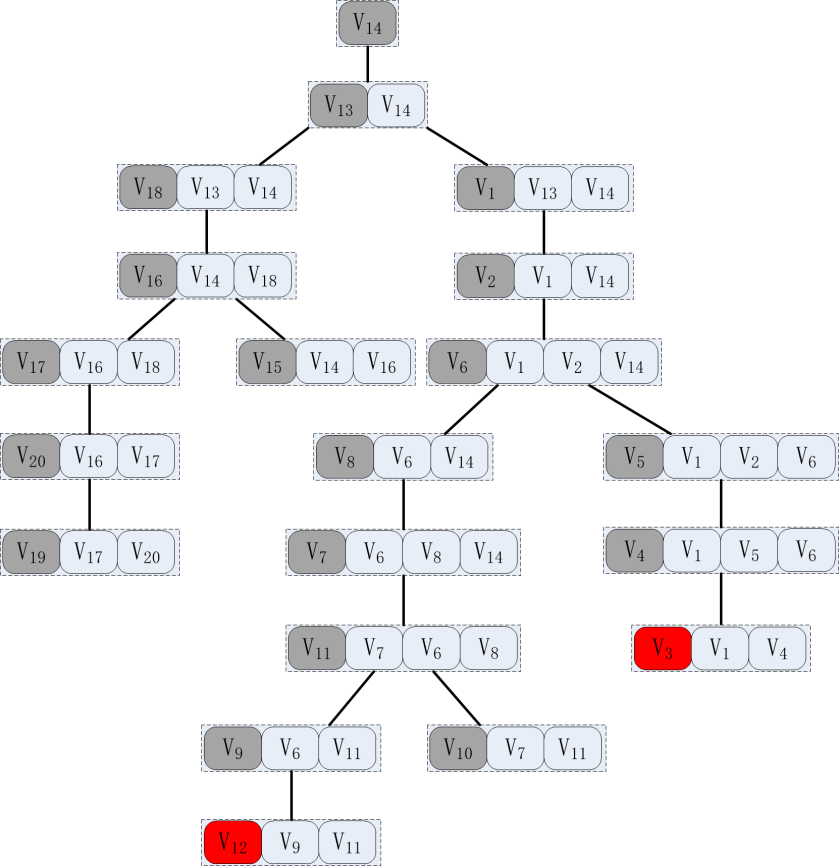 V14
V13 V14
V18 V13 V14
V1 V13 V14
V16 V14 V18
V2 V1 V14
V17 V16 V18
V15 V14 V16
V6 V1 V2 V14
V8 V6 V14
V5 V1 V2 V6
V20 V16 V17
V19 V17 V20
V7 V6 V8 V14
V4 V1 V5 V6
V11 V7 V6 V8
V3 V1 V4
V9 V6 V11
V10 V7 V11
V12 V9 V11